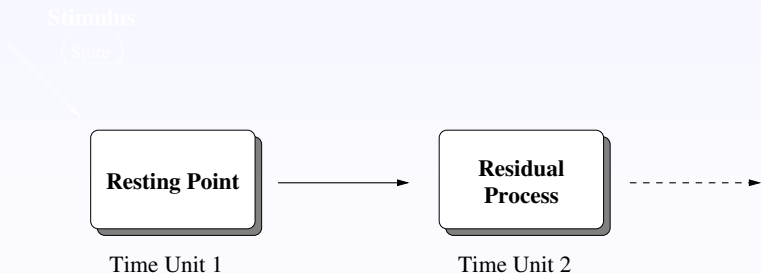 Stimulus
(Store)
Resting Point
Residual
Process
Time Unit 1
Time Unit 2